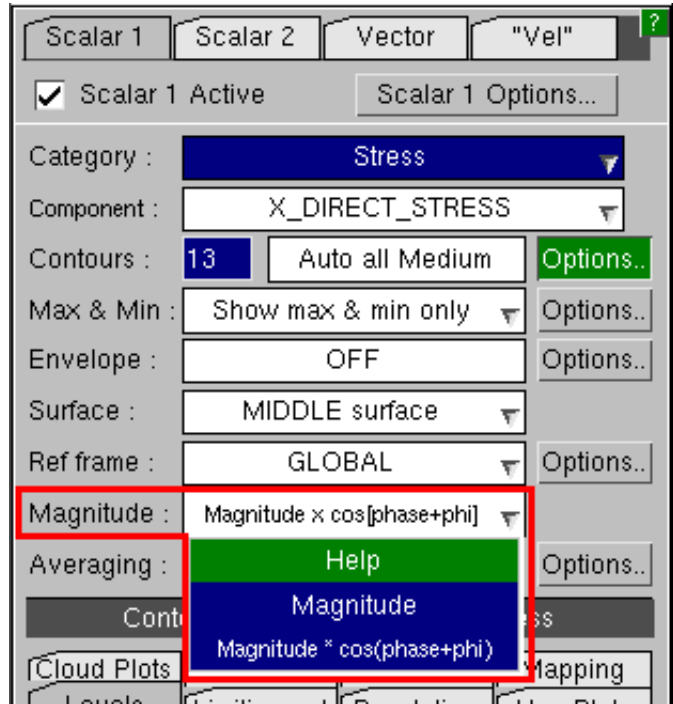 Scalar 1 Scalar 2 Vector "Vel" ?
Scalar 1 Active Scalar 1 Options...
Category : Stress
Component : X_DIRECT_STRESS
Contours : 13 Auto all Medium Options..
Max & Min : Show max & min only Options..
Envelope : OFF Options..
Surface : MIDDLE surface
Ref frame : GLOBAL Options..
Magnitude : Magnitude x cos[phase+phi]
Averaging : Help Options..
Magnitude
Magnitude * cos(phase+phi)
Cloud Plots Mapping